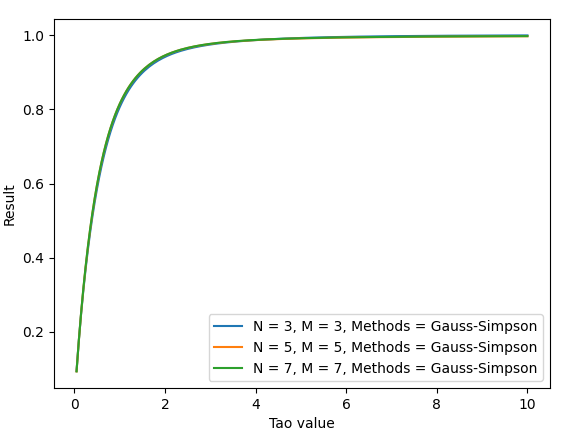 1.0
0.8
0.6
0.4
0.2
Result
N = 3, M = 3, Methods = Gauss-Simpson
N = 5, M = 5, Methods = Gauss-Simpson
N = 7, M = 7, Methods = Gauss-Simpson
0 2 4 6 8 10
Tao value